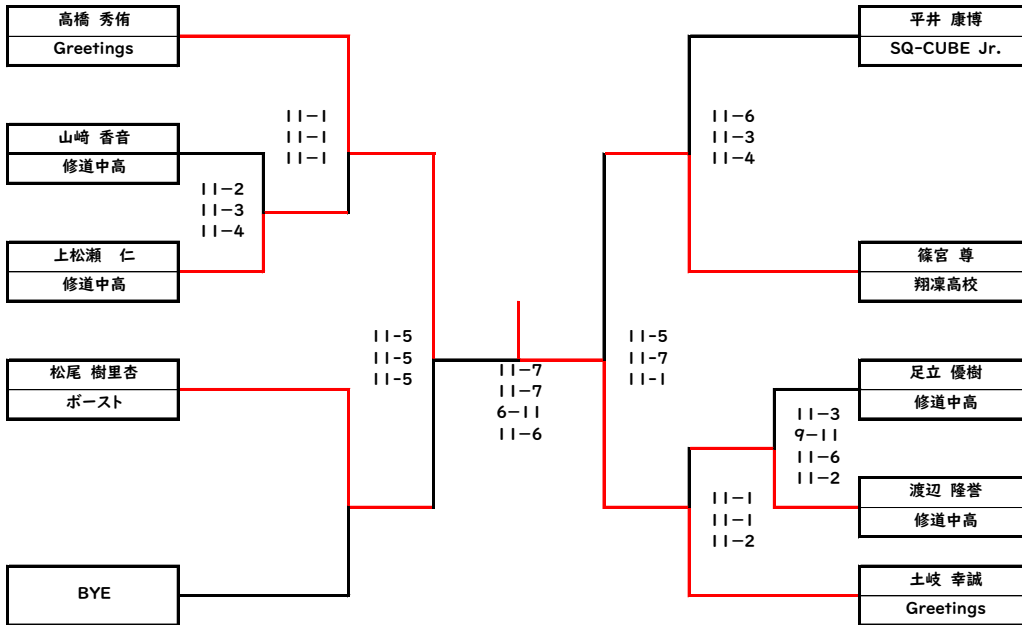 高橋 秀侑
Greetings
山﨑 香音
修道中高
上松瀬　仁
修道中高
松尾 樹里杏
ボースト
BYE
11-1
11-1
11-1
11-2
11-3
11-4
11-5
11-5
11-5
11-7
11-7
6-11
11-6
平井 康博
SQ-CUBE Jr.
篠宮 尊
翔凜高校
足立 優樹
修道中高
渡辺 隆誉
修道中高
土岐 幸誠
Greetings
11-6
11-3
11-4
11-5
11-7
11-1
11-3
9-11
11-6
11-2
11-1
11-1
11-2